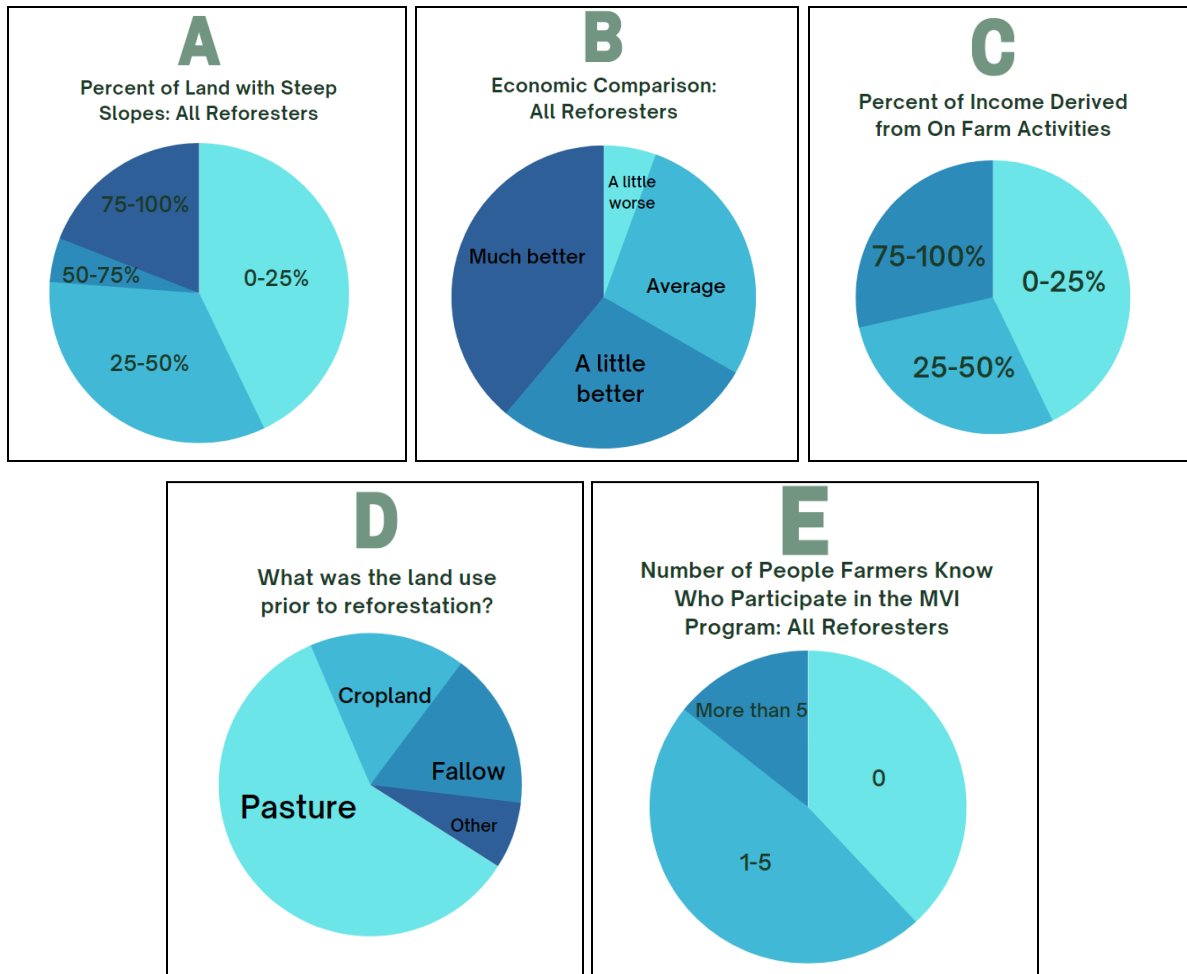 A
Percent of Land with Steep
Slopes: All Reforesters
75-100%
50-75%
0-25%
25-50%
B
Economic Comparison:
All Reforesters
A little
worse
Much better
Average
A little
better
C
Percent of Income Derived
from On Farm Activities
75-100%
0-25%
25-50%
D
What was the land use
prior to reforestation?
Cropland
Fallow
Pasture
Other
E
Number of People Farmers Know
Who Participate in the MVI
Program: All Reforesters
More than 5
0
1-5